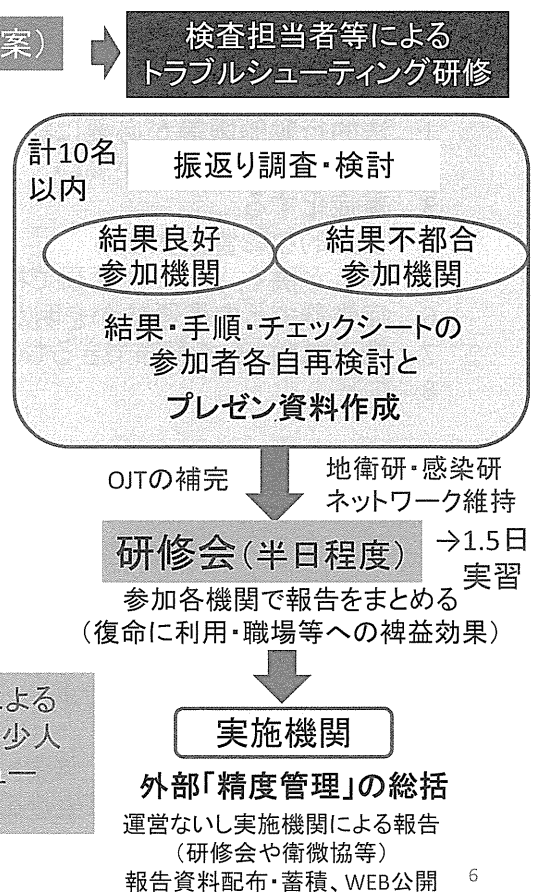 案)
検査担当者等による
トラブルシューティング研修
計10名
以内
振返り調査・検討
結果良好
参加機関
結果不都合
参加機関
結果・手順・チェックシートの
参加者各自再検討と
プレゼン資料作成
OJTの補完
地衛研・感染研
ネットワーク維持
研修会(半日程度)
→1.5日
実習
参加各機関で報告をまとめる
(復命に利用・職場等への裨益効果)
よる
少人
ー
実施機関
外部「精度管理」の総括
運営ないし実施機関による報告
(研修会や衛微協等)
報告資料配布・蓄積、WEB公開
6